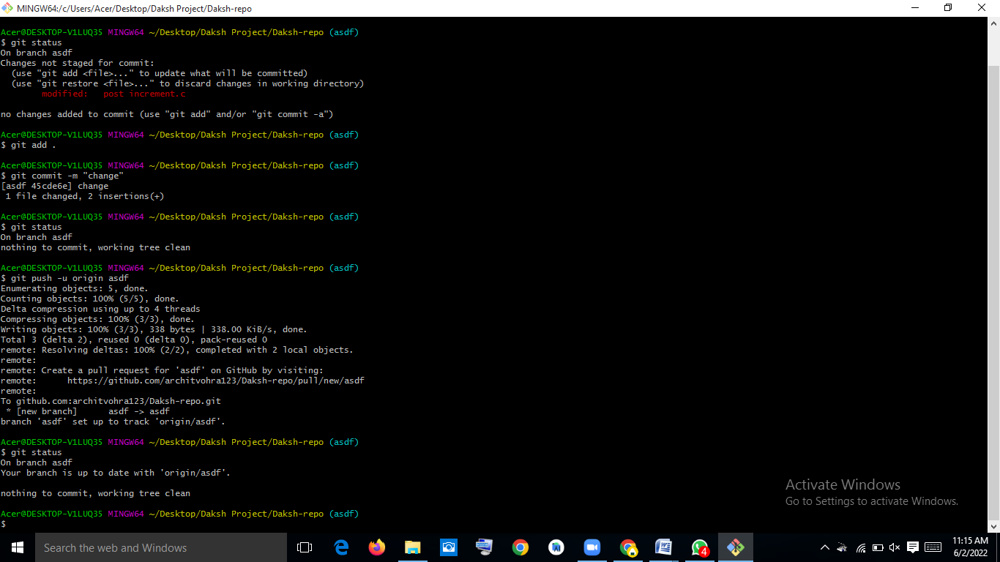 MINGW64:/c/Users/Acer/Desktop/Daksh Project/Daksh-repo
Acer@DESKTOP-V1LUQ35 MINGW64 ~/Desktop/Daksh Project/Daksh-repo (asdf)
$ git status
On branch asdf
Changes not staged for commit:
  (use "git add <file>..." to update what will be committed)
  (use "git restore <file>..." to discard changes in working directory)
        modified:   post increment.c

no changes added to commit (use "git add" and/or "git commit -a")

Acer@DESKTOP-V1LUQ35 MINGW64 ~/Desktop/Daksh Project/Daksh-repo (asdf)
$ git add .

Acer@DESKTOP-V1LUQ35 MINGW64 ~/Desktop/Daksh Project/Daksh-repo (asdf)
$ git commit -m "change"
[asdf 45cde6e] change
 1 file changed, 2 insertions(+)

Acer@DESKTOP-V1LUQ35 MINGW64 ~/Desktop/Daksh Project/Daksh-repo (asdf)
$ git status
On branch asdf
nothing to commit, working tree clean

Acer@DESKTOP-V1LUQ35 MINGW64 ~/Desktop/Daksh Project/Daksh-repo (asdf)
$ git push -u origin asdf
Enumerating objects: 5, done.
Counting objects: 100% (5/5), done.
Delta compression using up to 4 threads
Compressing objects: 100% (3/3), done.
Writing objects: 100% (3/3), 338 bytes | 338.00 KiB/s, done.
Total 3 (delta 2), reused 0 (delta 0), pack-reused 0
remote: Resolving deltas: 100% (2/2), completed with 2 local objects.
remote:
remote: Create a pull request for 'asdf' on GitHub by visiting:
remote:      https://github.com/architvohra123/Daksh-repo/pull/new/asdf
remote:
To github.com:architvohra123/Daksh-repo.git
 * [new branch]      asdf -> asdf
branch 'asdf' set up to track 'origin/asdf'.

Acer@DESKTOP-V1LUQ35 MINGW64 ~/Desktop/Daksh Project/Daksh-repo (asdf)
$ git status
On branch asdf
Your branch is up to date with 'origin/asdf'.

nothing to commit, working tree clean

Acer@DESKTOP-V1LUQ35 MINGW64 ~/Desktop/Daksh Project/Daksh-repo (asdf)
$
Activate Windows
Go to Settings to activate Windows.
Search the web and Windows
4
11:15 AM
6/2/2022